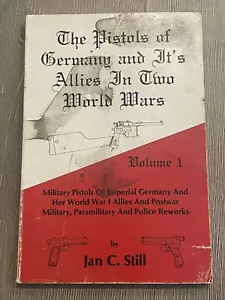 The Pistols of
Germany and It's
Allies In Two
World Wars
Volume 1
Military Pistols Of Imperial Germany And
Her World War I Allies And Postwar
Military, Paramilitary And Police Reworks
by
Jan C. Still